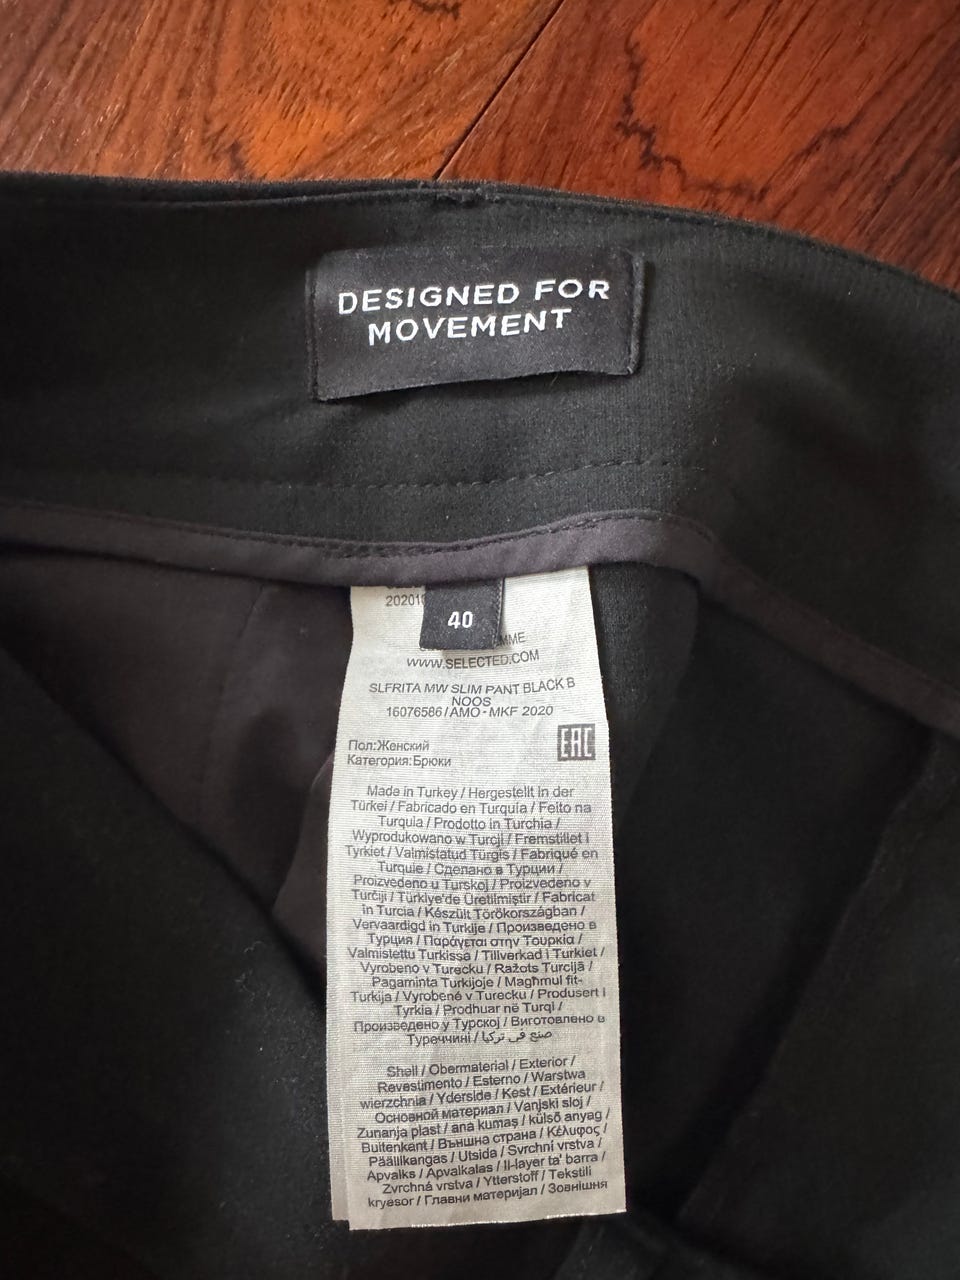 DESIGNED FOR
MOVEMENT
40
WWW.SELECTED.COM
SLFRITA MW SLIM PANT BLACK B
NOOS
16076586/AMO - MKF 2020
EAC
Пол:Женский
Категория:Брюки
Made in Turkey / Hergestellt in der
Türkei / Fabricado en Turquía / Feito na
Turquia / Prodotto in Turchia /
Wyprodukowano w Turcji / Fremstillet i
Tyrkiet / Valmistatud Türgis / Fabriqué en
Turquie / Сделано в Турции /
Proizvedeno u Turskoj / Proizvedeno v
Turčiji / Türkiye'de Üretilmiştir / Fabricat
în Turcia / Készült Törökországban /
Vervaardigd in Turkije / Произведено в
Турция / Παράγεται στην Τουρκία /
Valmistettu Turkissa / Tillverkad i Turkiet /
Vyrobeno v Turecku / Ražots Turcijā /
Pagaminta Turkijoje / Magħmul fit-
Turkija / Vyrobené v Turecku / Produsert i
Tyrkia / Prodhuar në Turqi /
Произведено у Турској / Виготовлено в
Туреччині / صنع في تركيا
Shell / Obermaterial / Exterior /
Revestimento / Esterno / Warstwa
wierzchnia / Yderside / Kest / Extérieur /
Основной материал / Vanjski sloj /
Zunanja plast / ana kumaş / külső anyag /
Buitenkant / Външна страна / Κέλυφος /
Päällikangas / Utsida / Svrchní vrstva /
Apvalks / Apvalkalas / Il-layer ta' barra /
Zvrchná vrstva / Ytterstoff / Tekstili
kryesor / Главни материјал / Зовнішня